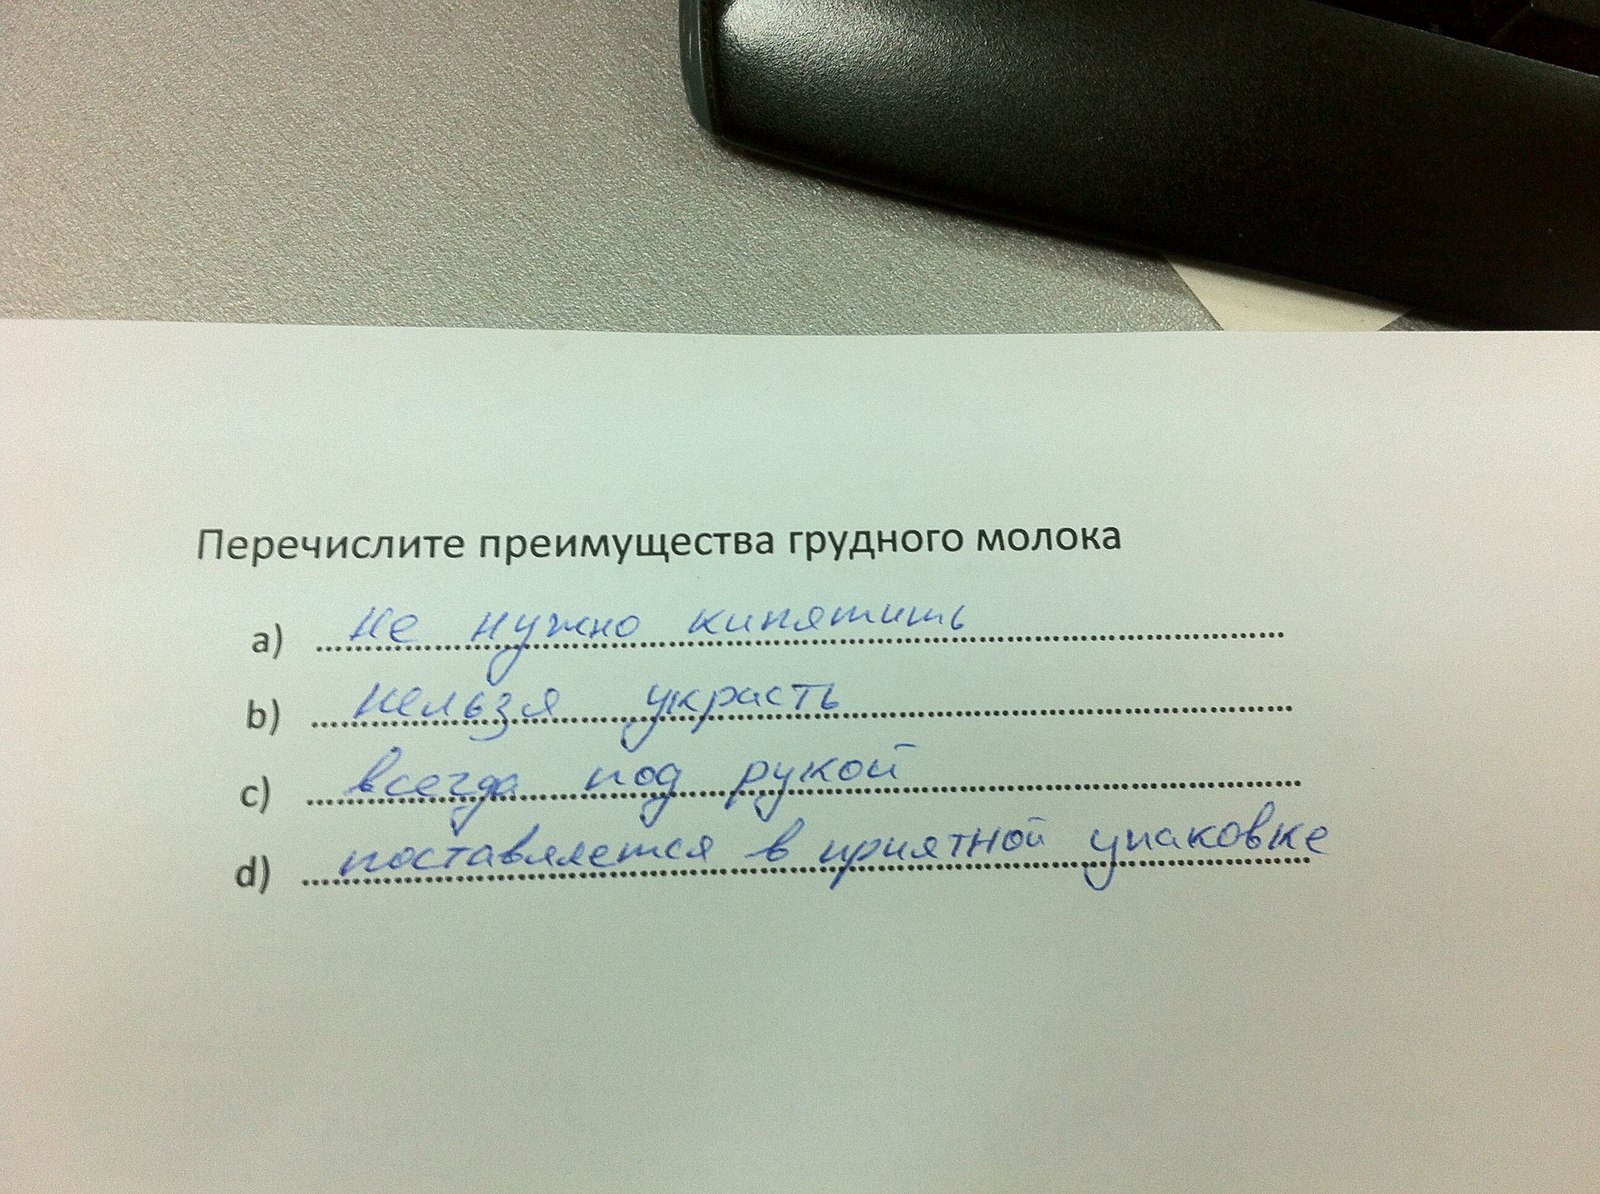 Перечислите преимущества грудного молока
a) не нужно кипятить
b) нельзя украсть
c) всегда под рукой
d) поставляется в приятной упаковке